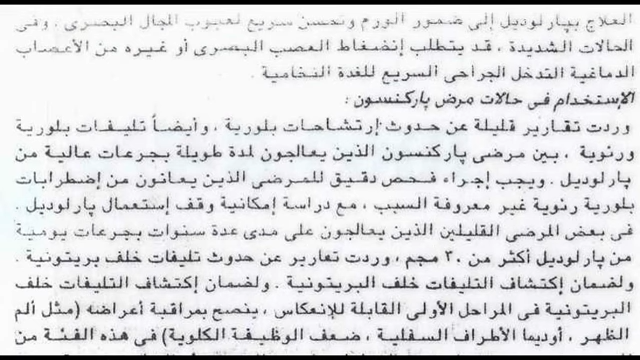 العلاج بپارلوديل إلى ضمور الورم وتحسن سريع لعيوب المجال البصرى . وفى
الحالات الشديدة ، قد يتطلب إنضغاط العصب البصرى أو غيره من الأعصاب
الدماغية التدخل الجراحى السريع للغدة النخامية .
الإستخدام فى حالات مرض پاركنسون :
وردت تقارير قليلة عن حدوث إرتشاحات بلورية ، وأيضاً تليفات بلورية
ورئوية ، بين مرضى پاركنسون الذين يعالجون لمدة طويلة بجرعات عالية من
پارلوديل . ويجب إجراء فحص دقيق للمرضى الذين يعانون من إضطرابات
بلورية رئوية غير معروفة السبب ، مع دراسة إمكانية وقف إستعمال پارلوديل .
فى بعض المرضى القليلين الذين يعالجون على مدى عدة سنوات بجرعات يومية
من پارلوديل أكثر من ٣٠ مجم ، وردت تقارير عن حدوث تليفات خلف بريتونية .
ولضمان إكتشاف التليفات خلف البريتونية . ولضمان إكتشاف التليفات خلف
البريتونية فى المراحل الأولى القابلة للإنعكاس ، ينصح بمراقبة أعراضه (مثل ألم
الظهر ، أوديما الأطراف السفلية ، ضعف الوظيفة الكلوية) فى هذه الفئة من